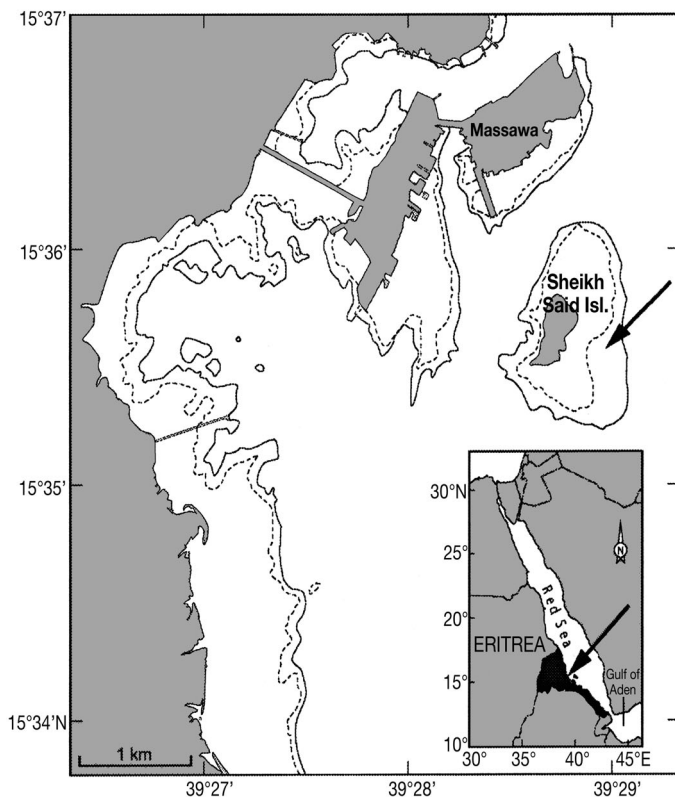 15°37'
Massawa
15°36'
Sheikh
Said Isl.
15°35'
15°34'N
1 km
39°27'
39°28'
39°29'
30°N
25°
20°
15°
10°
30°
35°
40°
45°E
N
Red Sea
ERITREA
Gulf of
Aden